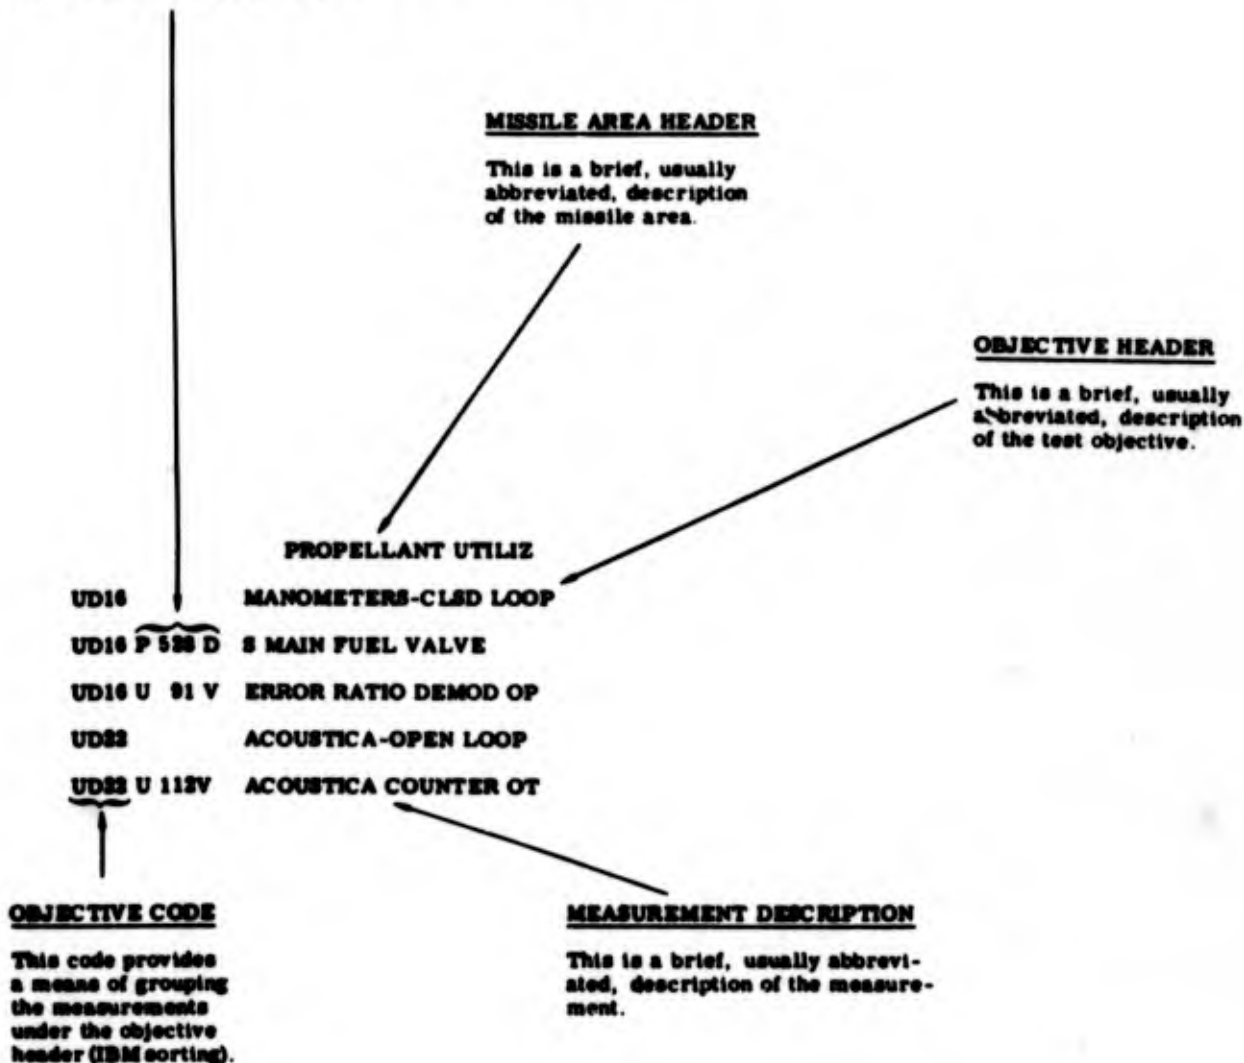 MISSILE AREA HEADER
This is a brief, usually
abbreviated, description
of the missile area.
OBJECTIVE HEADER
This is a brief, usually
abbreviated, description
of the test objective.
PROPELLANT UTILIZ
UD16 MANOMETERS-CLSD LOOP
UD16 P 528 D S MAIN FUEL VALVE
UD16 U 91 V ERROR RATIO DEMOD OP
UD22 ACOUSTICA-OPEN LOOP
UD22 U 112V ACOUSTICA COUNTER OT
OBJECTIVE CODE
This code provides
a means of grouping
the measurements
under the objective
header (IBM sorting).
MEASUREMENT DESCRIPTION
This is a brief, usually abbrevi-
ated, description of the measure-
ment.